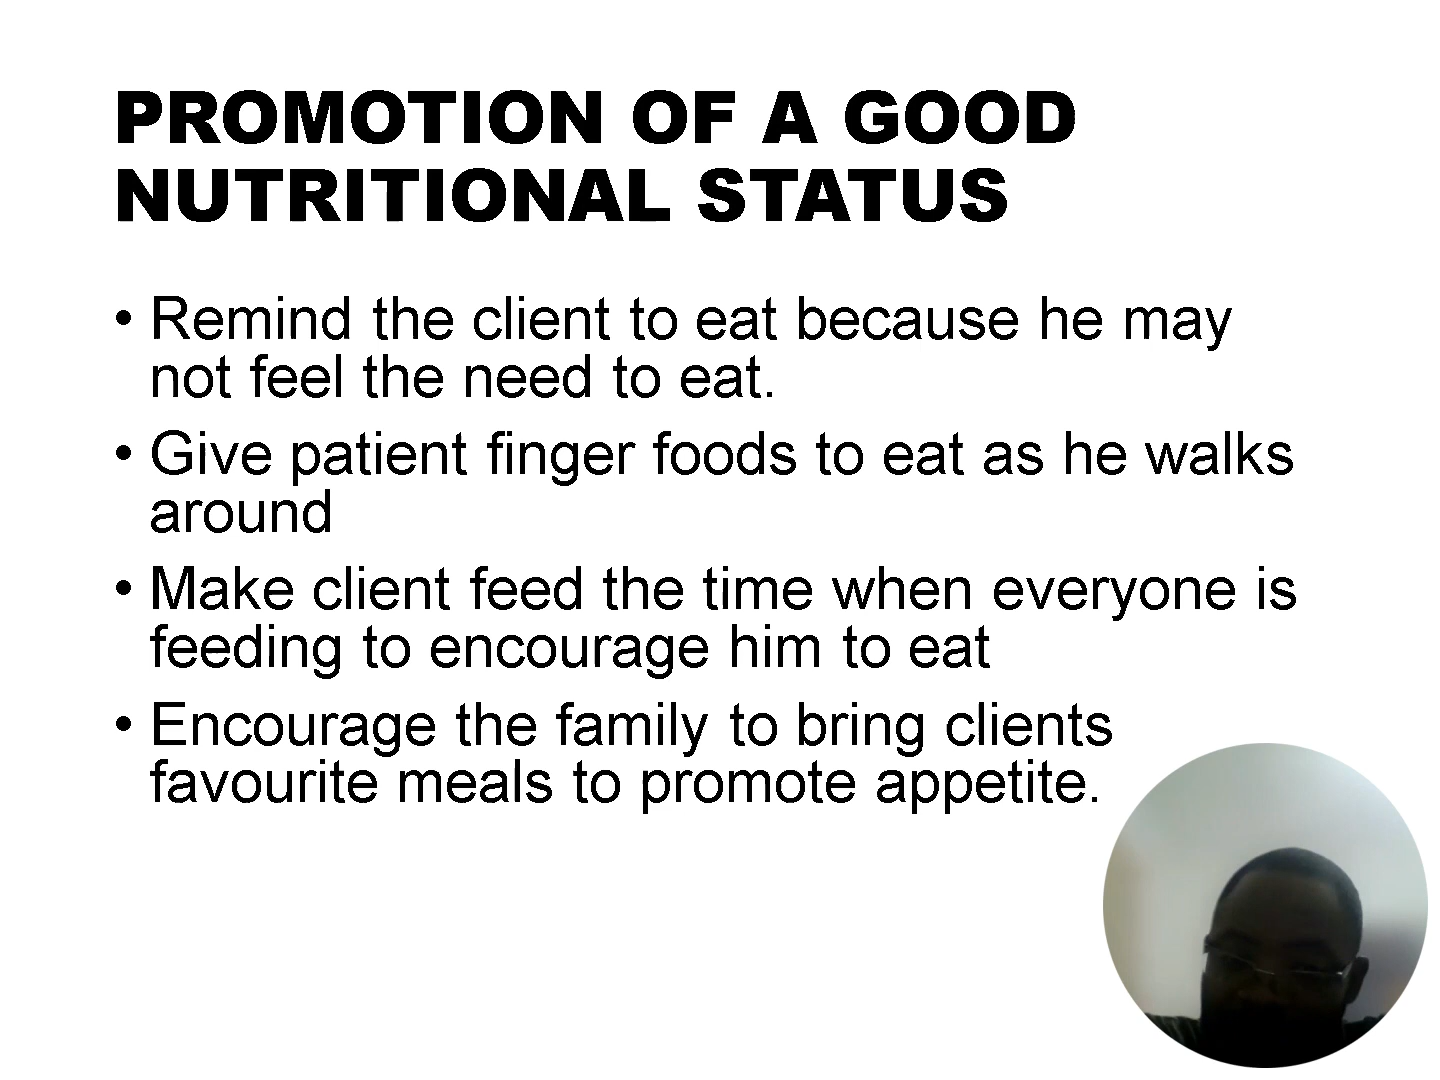 PROMOTION OF A GOOD
NUTRITIONAL STATUS
• Remind the client to eat because he may
not feel the need to eat.
• Give patient finger foods to eat as he walks
around
• Make client feed the time when everyone is
feeding to encourage him to eat
• Encourage the family to bring clients
favourite meals to promote appetite.